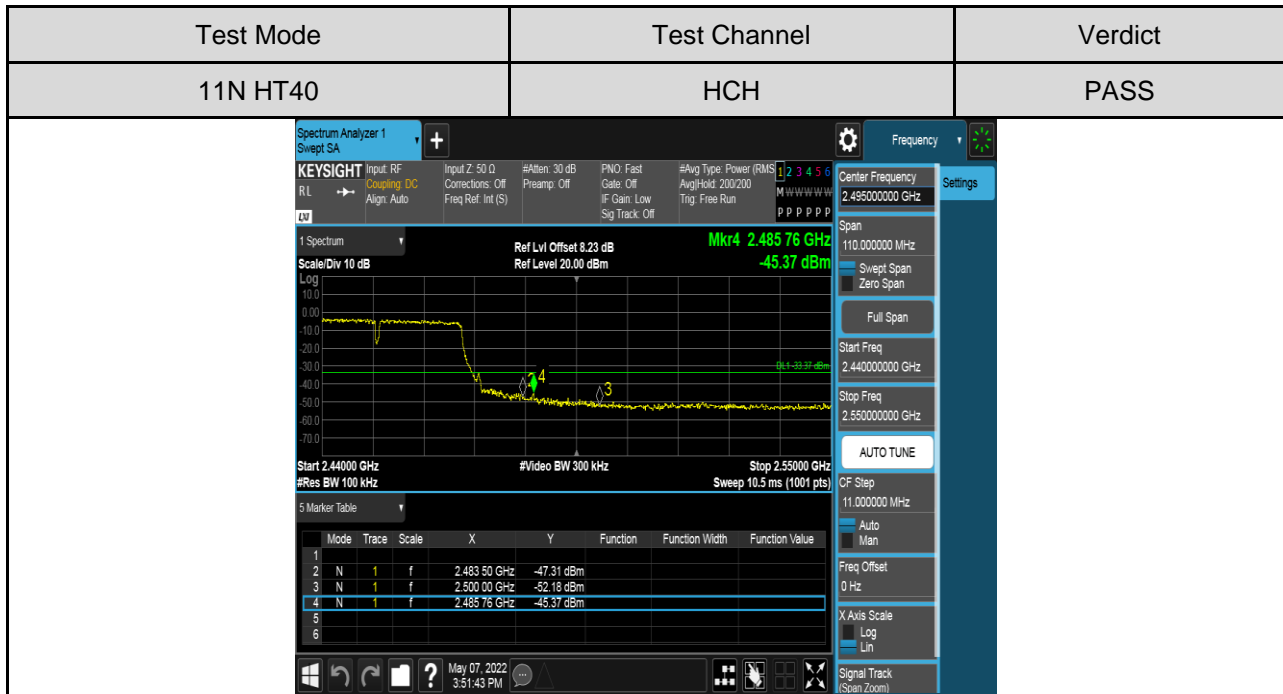 Test Mode Test Channel Verdict
11N HT40 HCH PASS
Spectrum Analyzer 1
Swept SA
+
Frequency
KEYSIGHT Input: RF Input Z: 50 Ω #Atten: 30 dB PNO: Fast #Avg Type: Power (RMS 1 2 3 4 5 6
RL Coupling: DC Corrections: Off Preamp: Off Gate: Off Avg|Hold: 200/200 M W W W W W
Align: Auto Freq Ref: Int (S) IF Gain: Low Trig: Free Run
LXI Sig Track: Off P P P P P P
1 Spectrum
Scale/Div 10 dB
Ref Lvl Offset 8.23 dB
Ref Level 20.00 dBm
Mkr4 2.485 76 GHz
-45.37 dBm
Log
10.0
0.00
-10.0
-20.0
-30.0
-40.0
-50.0
-60.0
-70.0
DL1 -33.37 dBm
2
4
3
Start 2.44000 GHz #Video BW 300 kHz Stop 2.55000 GHz
#Res BW 100 kHz Sweep 10.5 ms (1001 pts)
5 Marker Table
Mode Trace Scale X Y Function Function Width Function Value
1
2 N 1 f 2.483 50 GHz -47.31 dBm
3 N 1 f 2.500 00 GHz -52.18 dBm
4 N 1 f 2.485 76 GHz -45.37 dBm
5
6
?
May 07, 2022
3:51:43 PM
Center Frequency
2.495000000 GHz
Settings
Span
110.000000 MHz
Swept Span
Zero Span
Full Span
Start Freq
2.440000000 GHz
Stop Freq
2.550000000 GHz
AUTO TUNE
CF Step
11.000000 MHz
Auto
Man
Freq Offset
0 Hz
X Axis Scale
Log
Lin
Signal Track
(Span Zoom)